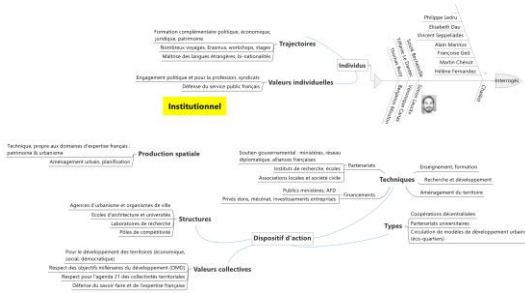 Formation complémentaire politique, économique,
juridique, patrimoine
Nombreux voyages, Erasmus, workshops, stages
Maîtrise des langues étrangères, bi-nationalités
Trajectoires
Engagement politique et pour la profession, syndicats
Défense du service public français
Valeurs individuelles
Individus
Institutionnel
Philippe Ledru
Elisabeth Day
Vincent
Alain Marinos
Françoise Ged
Martin Chénot
Hélène Fernandez
Interrogés
Technique, propre aux domaines d'expertise français :
patrimoine & urbanisme
Aménagement urbain, planification
Production spatiale
Soutien gouvernemental : ministères, réseau
diplomatique, alliances françaises
Instituts de recherche, écoles
Associations locales et société civile
Partenariats
Publics ministères, AFD
Privés dons, mécénat, investissements entreprises
Financements
Techniques
Enseignement, formation
Recherche et développement
Aménagement du territoire
Agences d'urbanisme et organismes de ville
Ecoles d'architecture et universités
Laboratoires de recherche
Pôles de compétitivité
Structures
Types
Coopérations décentralisées
Partenariats universitaires
Circulation de modèles de développement urbains
(éco-quartiers)
Dispositif d'action
Pour le développement des territoires (économique,
social, démocratique)
Respect des objectifs millénaires du développement (OMD)
Respect pour l'agenda 21 des collectivités territoriales
Défense du savoir-faire et de l'expertise française
Valeurs collectives